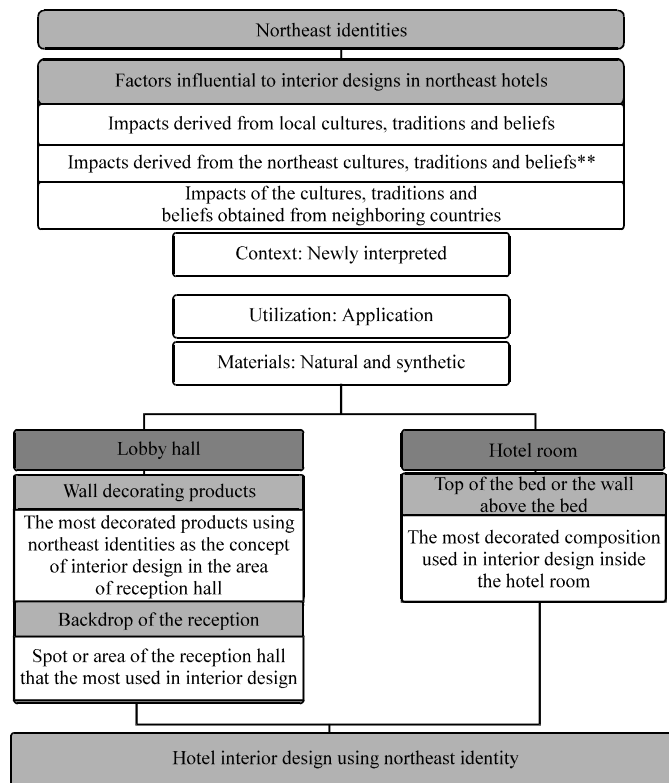 Northeast identities
Factors influential to interior designs in northeast hotels
Impacts derived from local cultures, traditions and beliefs
Impacts derived from the northeast cultures, traditions and beliefs**
Impacts of the cultures, traditions and
beliefs obtained from neighboring countries
Context: Newly interpreted
Utilization: Application
Materials: Natural and synthetic
Lobby hall
Wall decorating products
The most decorated products using
northeast identities as the concept
of interior design in the area
of reception hall
Backdrop of the reception
Spot or area of the reception hall
that the most used in interior design
Hotel room
Top of the bed or the wall
above the bed
The most decorated composition
used in interior design inside
the hotel room
Hotel interior design using northeast identity